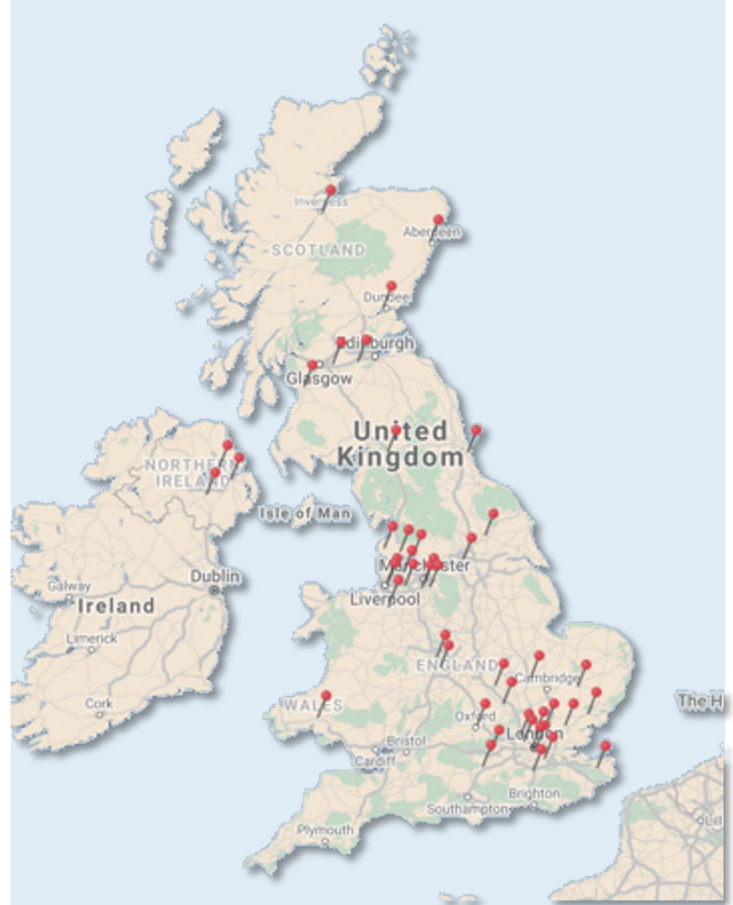 Inverness
Aberdeen
SCOTLAND
Dundee
Edinburgh
Glasgow
United
Kingdom
NORTHERN
IRELAND
Isle of Man
Manchester
Dublin
Galway
Ireland
Liverpool
Limerick
ENGLAND
Cambridge
Cork
WALES
The H
Oxford
London
Bristol
Cardiff
Brighton
Southampton
Lill
Plymouth